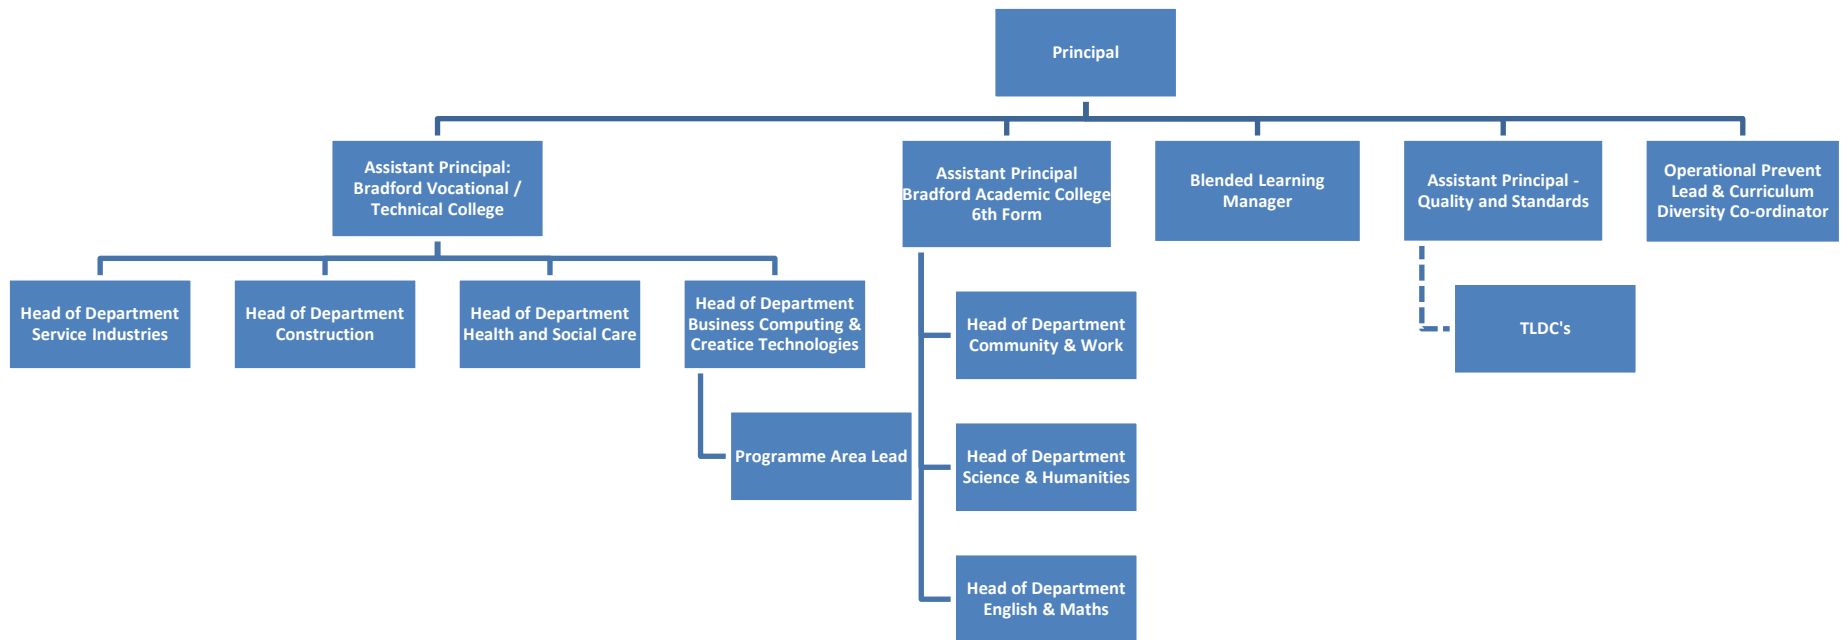 Principal
Assistant Principal:
Bradford Vocational /
Technical College
Assistant Principal
Bradford Academic College
6th Form
Blended Learning
Manager
Assistant Principal -
Quality and Standards
Operational Prevent
Lead & Curriculum
Diversity Co-ordinator
Head of Department
Service Industries
Head of Department
Construction
Head of Department
Health and Social Care
Head of Department
Business Computing &
Creatice Technologies
Programme Area Lead
Head of Department
Community & Work
Head of Department
Science & Humanities
Head of Department
English & Maths
TLDC's